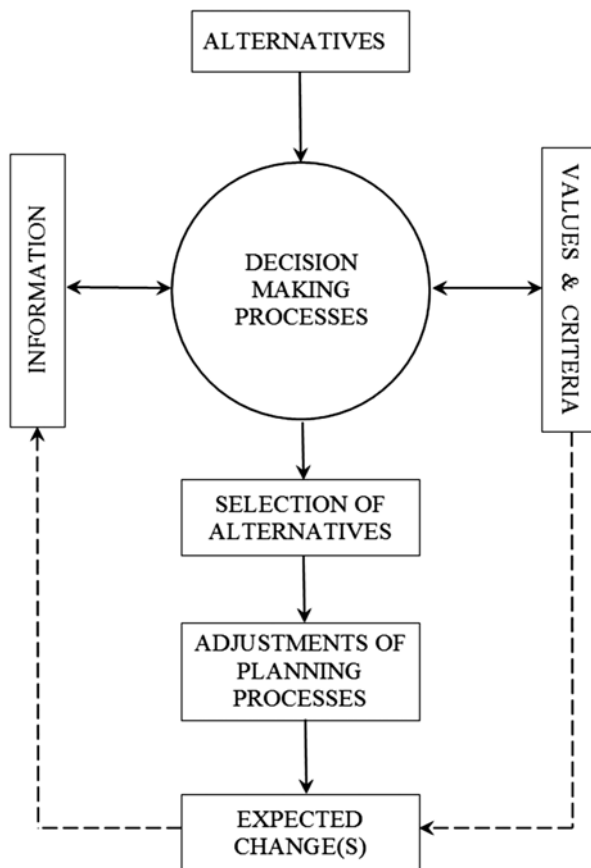 ALTERNATIVES
INFORMATION
DECISION
MAKING
PROCESSES
VALUES & CRITERIA
SELECTION OF
ALTERNATIVES
ADJUSTMENTS OF
PLANNING
PROCESSES
EXPECTED
CHANGE(S)